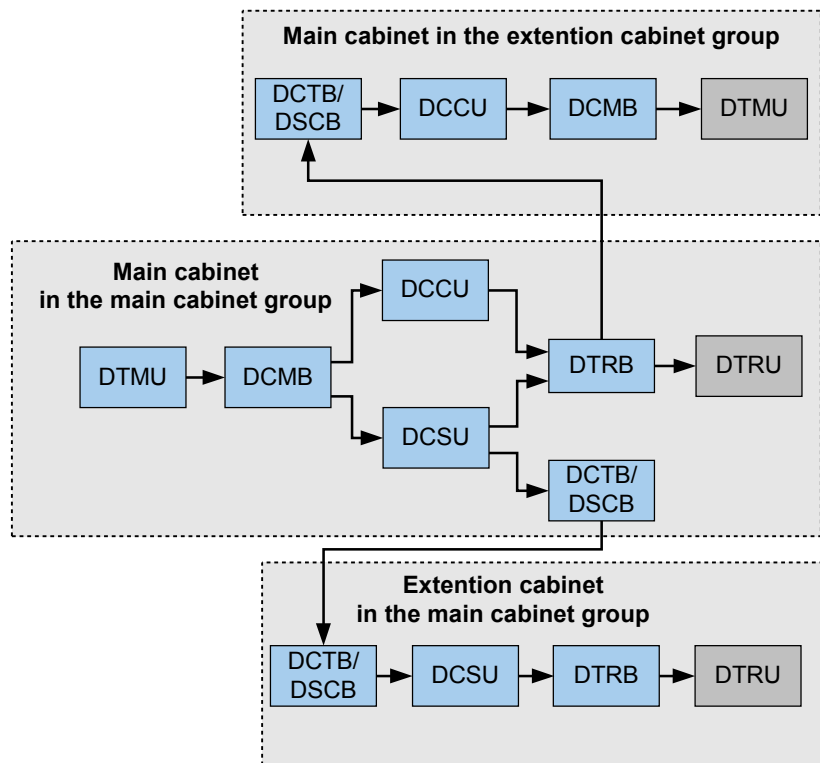 Main cabinet in the extention cabinet group
DCTB/
DSCB
DCCU
DCMB
DTMU
Main cabinet
in the main cabinet group
DCCU
DTMU
DCMB
DTRB
DTRU
DCSU
DCTB/
DSCB
Extention cabinet
in the main cabinet group
DCTB/
DSCB
DCSU
DTRB
DTRU